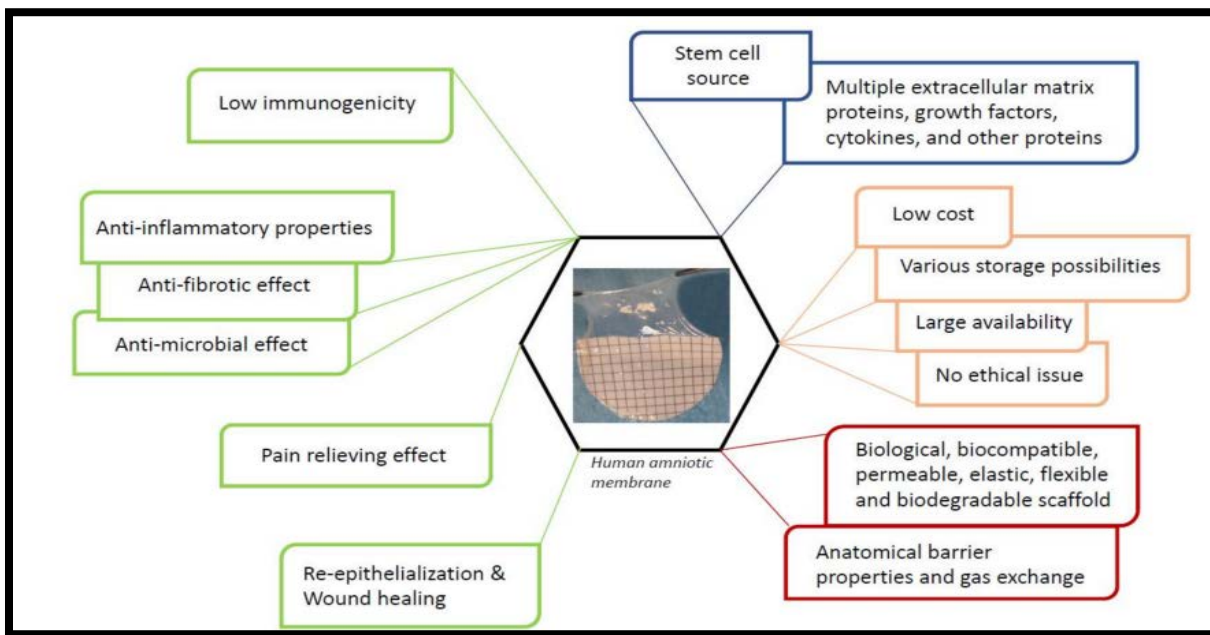 Low immunogenicity
Anti-inflammatory properties
Anti-fibrotic effect
Anti-microbial effect
Pain relieving effect
Re-epithelialization &
Wound healing
Stem cell
source
Multiple extracellular matrix
proteins, growth factors,
cytokines, and other proteins
Low cost
Various storage possibilities
Large availability
No ethical issue
Biological, biocompatible,
permeable, elastic, flexible
and biodegradable scaffold
Anatomical barrier
properties and gas exchange
Human amniotic
membrane